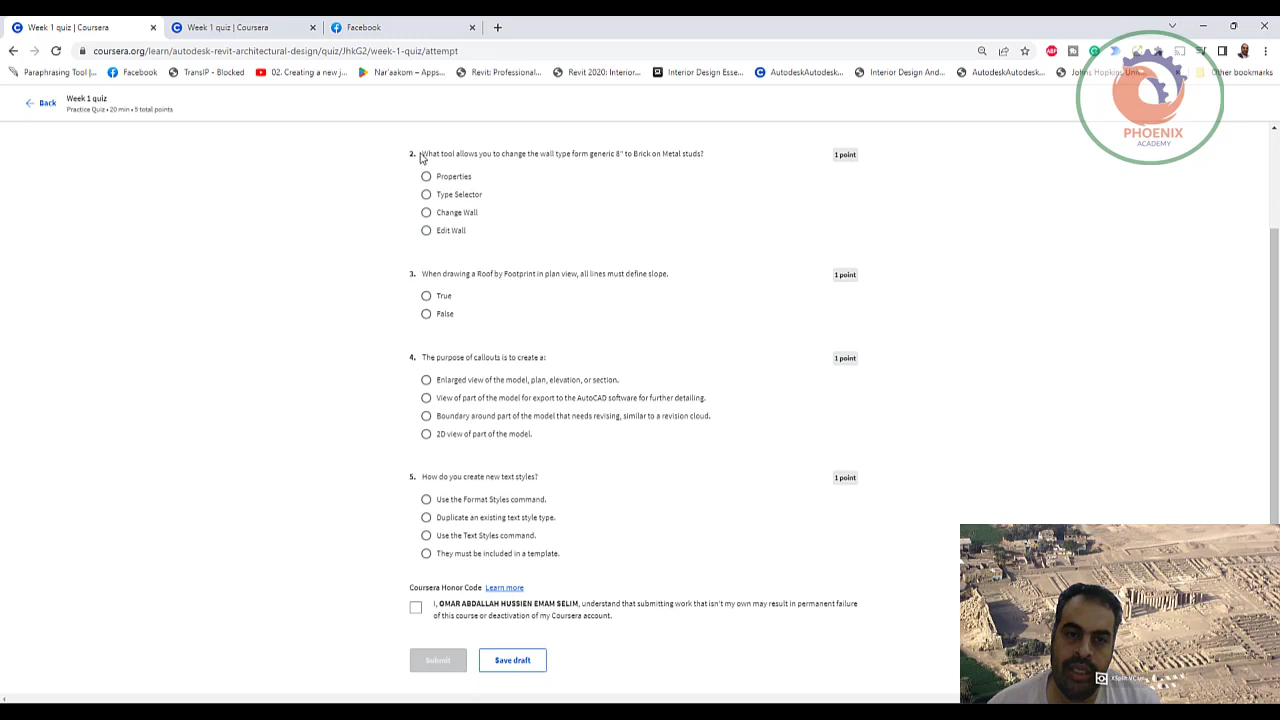 Week 1 quiz | Coursera
Week 1 quiz | Coursera
Facebook
coursera.org/learn/autodesk-revit-architectural-design/quiz/JhkG2/week-1-quiz/attempt
Paraphrasing Tool |...
Facebook
TransIP - Blocked
02. Creating a new j...
Nar'aakom – Apps...
Revit: Professional...
Revit 2020: Interior...
Interior Design Esse...
AutodeskAutodesk...
Interior Design And...
AutodeskAutodesk...
Johns Hopkins
Other bookmarks
Back
Week 1 quiz
Practice Quiz • 20 min • 5 total points
PHOENIX
ACADEMY
2. What tool allows you to change the wall type form generic 8" to Brick on Metal studs?
1 point
Properties
Type Selector
Change Wall
Edit Wall
3. When drawing a Roof by Footprint in plan view, all lines must define slope.
1 point
True
False
4. The purpose of callouts is to create a:
1 point
Enlarged view of the model, plan, elevation, or section.
View of part of the model for export to the AutoCAD software for further detailing.
Boundary around part of the model that needs revising, similar to a revision cloud.
2D view of part of the model.
5. How do you create new text styles?
1 point
Use the Format Styles command.
Duplicate an existing text style type.
Use the Text Styles command.
They must be included in a template.
Coursera Honor Code Learn more
I, OMAR ABDALLAH HUSSIEN EMAM SELIM, understand that submitting work that isn't my own may result in permanent failure
of this course or deactivation of my Coursera account.
Submit
Save draft
XSplit VCam